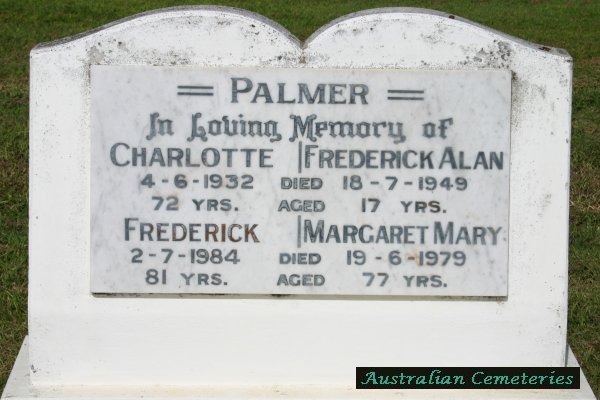 = PALMER =
In Loving Memory of
CHARLOTTE | FREDERICK ALAN
4-6-1932 DIED 18-7-1949
72 YRS. AGED 17 YRS.
FREDERICK | MARGARET MARY
2-7-1984 DIED 19-6-1979
81 YRS. AGED 77 YRS.
Australian Cemeteries